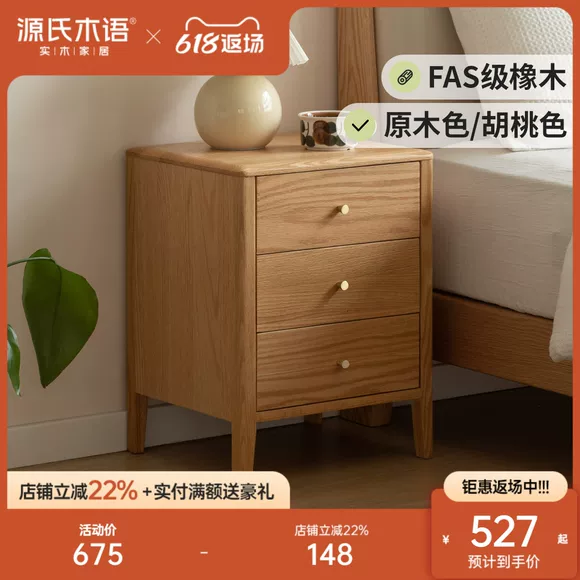 源氏木语® × 618返场
实|木|家|居
FAS级橡木
原木色/胡桃色
店铺立减22%+实付满额送豪礼
钜惠返场中!!!
活动价
675
-
店铺立减22%
148
¥ 527 起
预计到手价